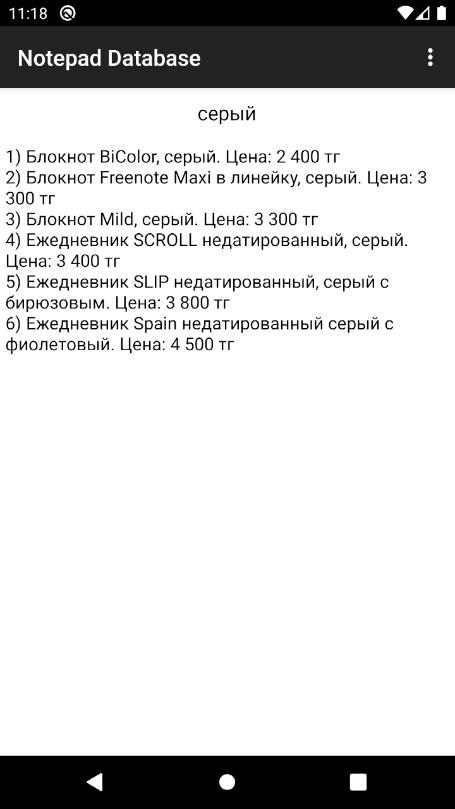 11:18
Notepad Database
серый
1) Блокнот BiColor, серый. Цена: 2 400 тг
2) Блокнот Freenote Maxi в линейку, серый. Цена: 3
300 тг
3) Блокнот Mild, серый. Цена: 3 300 тг
4) Ежедневник SCROLL недатированный, серый.
Цена: 3 400 тг
5) Ежедневник SLIP недатированный, серый с
бирюзовым. Цена: 3 800 тг
6) Ежедневник Spain недатированный серый с
фиолетовый. Цена: 4 500 тг